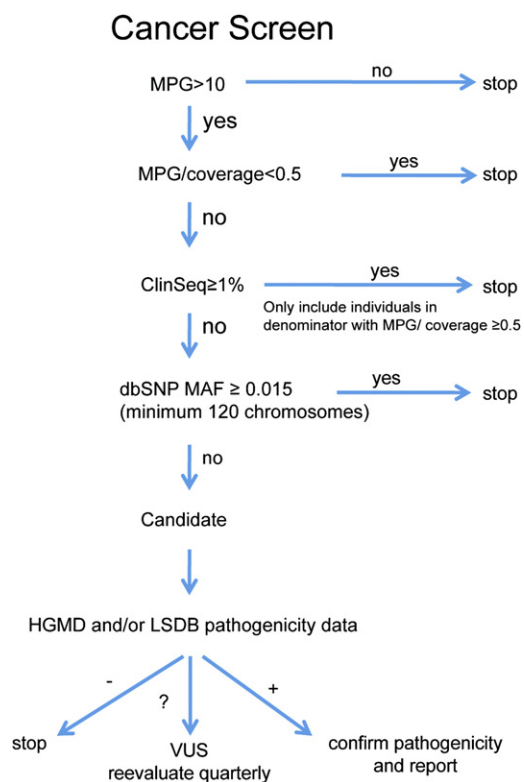 Cancer Screen
MPG>10
no
stop
yes
MPG/coverage<0.5
yes
stop
no
ClinSeq≥1%
yes
stop
Only include individuals in
denominator with MPG/ coverage ≥0.5
no
dbSNP MAF ≥ 0.015
(minimum 120 chromosomes)
yes
stop
no
Candidate
HGMD and/or LSDB pathogenicity data
-
?
+
stop
VUS
reevaluate quarterly
confirm pathogenicity
and report